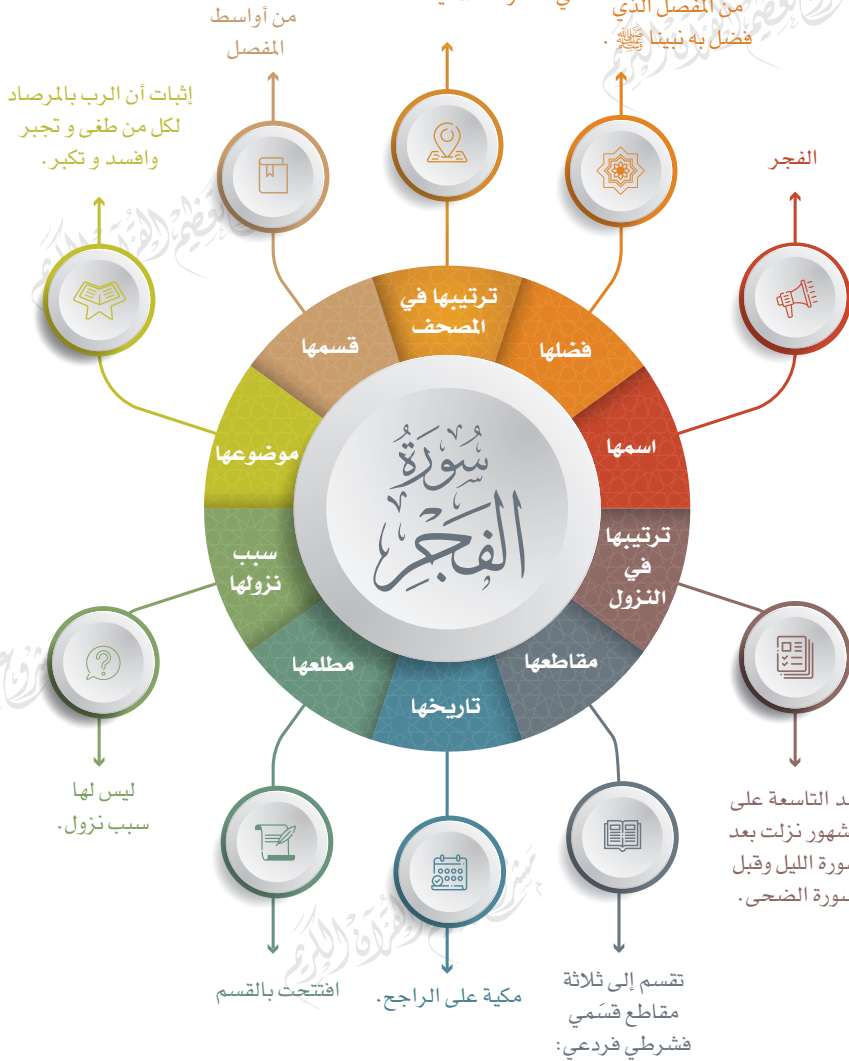 من المفصل الذي
فضل به نبينا ﷺ .
من أواسط
المفصل
إثبات أن الرب بالمرصاد
لكل من طغى و تجبر
وافسد و تكبر.
الفجر
ترتيبها في
المصحف
فضلها
قسمها
اسمها
موضوعها
سُورَةُ
الفَجْرِ
ترتيبها
في
النزول
سبب
نزولها
مقاطعها
مطلعها
تاريخها
ليس لها
سبب نزول.
التاسعة على
نزلت بعد
الليل وقبل
سورة الضحى.
افتتحت بالقسم
مكية على الراجح.
تقسم إلى ثلاثة
مقاطع قسَمي
فشرطي فردعي: